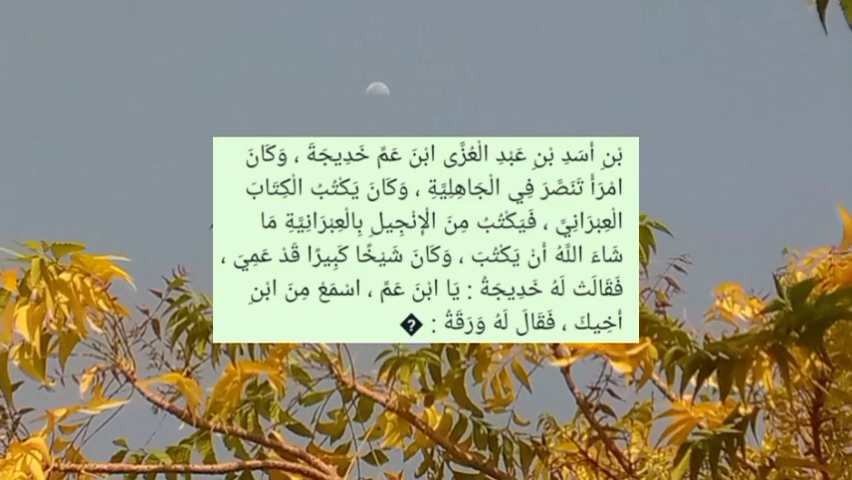 بْنِ أَسَدِ بْنِ عَبْدِ الْعُزَّى ابْنَ عَمِّ خَدِيجَةَ ، وَكَانَ
امْرَأً تَنَصَّرَ فِي الْجَاهِلِيَّةِ ، وَكَانَ يَكْتُبُ الْكِتَابَ
الْعِبْرَانِيَّ ، فَيَكْتُبُ مِنَ الْإِنْجِيلِ بِالْعِبْرَانِيَّةِ مَا
شَاءَ اللَّهُ أَنْ يَكْتُبَ ، وَكَانَ شَيْخًا كَبِيرًا قَدْ عَمِيَ ،
فَقَالَتْ لَهُ خَدِيجَةُ : يَا ابْنَ عَمِّ ، اسْمَعْ مِنَ ابْنِ
أَخِيكَ ، فَقَالَ لَهُ وَرَقَةُ : �